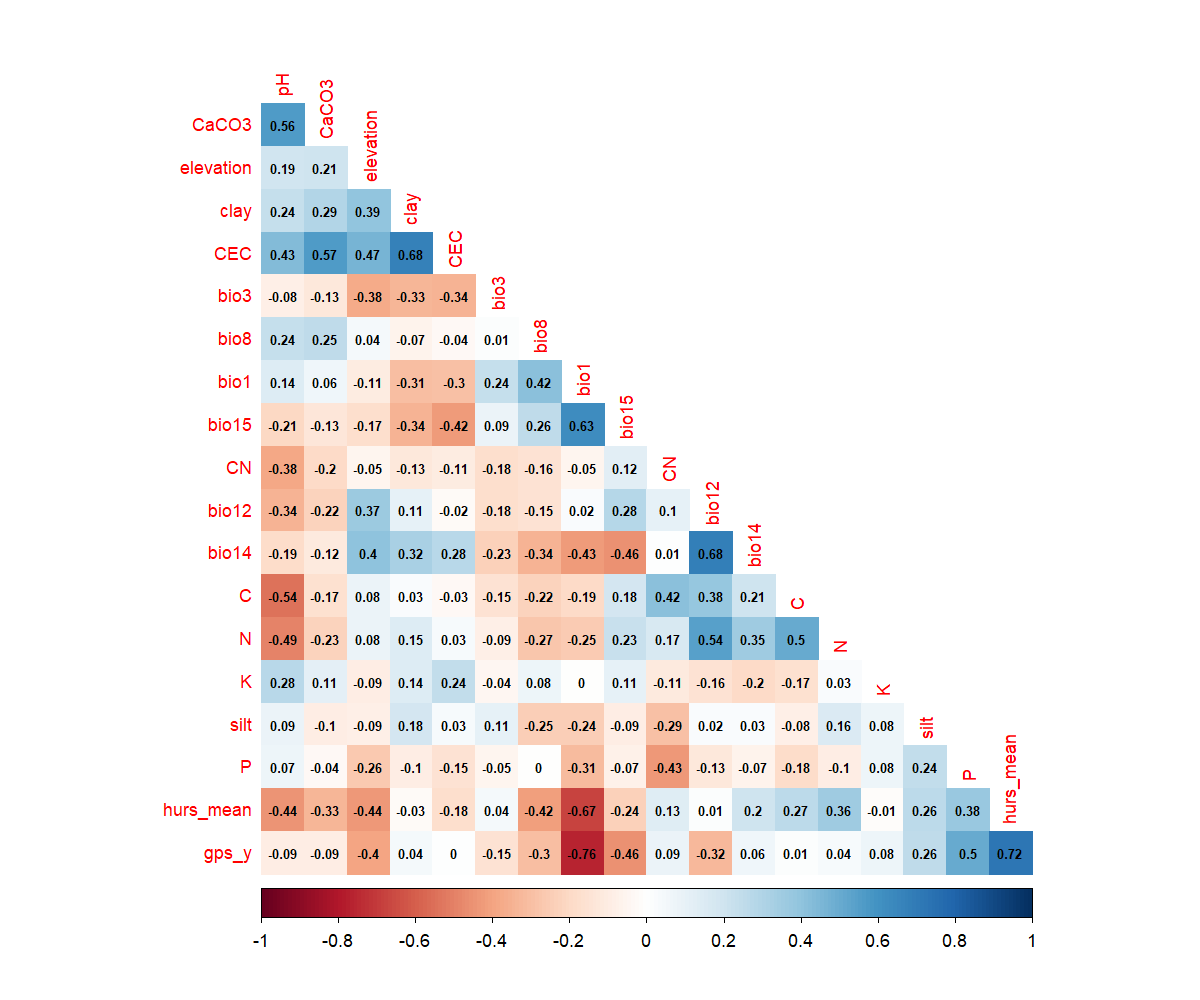 pH
CaCO3 0.56 CaCO3
elevation 0.19 0.21 elevation
clay 0.24 0.29 0.39 clay
CEC 0.43 0.57 0.47 0.68 CEC
bio3 -0.08 -0.13 -0.38 -0.33 -0.34 bio3
bio8 0.24 0.25 0.04 -0.07 -0.04 0.01 bio8
bio1 0.14 0.06 -0.11 -0.31 -0.3 0.24 0.42 bio1
bio15 -0.21 -0.13 -0.17 -0.34 -0.42 0.09 0.26 0.63 bio15
CN -0.38 -0.2 -0.05 -0.13 -0.11 -0.18 -0.16 -0.05 0.12 CN
bio12 -0.34 -0.22 0.37 0.11 -0.02 -0.18 -0.15 0.02 0.28 0.1 bio12
bio14 -0.19 -0.12 0.4 0.32 0.28 -0.23 -0.34 -0.43 -0.46 0.01 0.68 bio14
C -0.54 -0.17 0.08 0.03 -0.03 -0.15 -0.22 -0.19 0.18 0.42 0.38 0.21 C
N -0.49 -0.23 0.08 0.15 0.03 -0.09 -0.27 -0.25 0.23 0.17 0.54 0.35 0.5 N
K 0.28 0.11 -0.09 0.14 0.24 -0.04 0.08 0 0.11 -0.11 -0.16 -0.2 -0.17 0.03 K
silt 0.09 -0.1 -0.09 0.18 0.03 0.11 -0.25 -0.24 -0.09 -0.29 0.02 0.03 -0.08 0.16 0.08 silt
P 0.07 -0.04 -0.26 -0.1 -0.15 -0.05 0 -0.31 -0.07 -0.43 -0.13 -0.07 -0.18 -0.1 0.08 0.24 P
hurs_mean -0.44 -0.33 -0.44 -0.03 -0.18 0.04 -0.42 -0.67 -0.24 0.13 0.01 0.2 0.27 0.36 -0.01 0.26 0.38 hurs_mean
gps_y -0.09 -0.09 -0.4 0.04 0 -0.15 -0.3 -0.76 -0.46 0.09 -0.32 0.06 0.01 0.04 0.08 0.26 0.5 0.72
-1 -0.8 -0.6 -0.4 -0.2 0 0.2 0.4 0.6 0.8 1